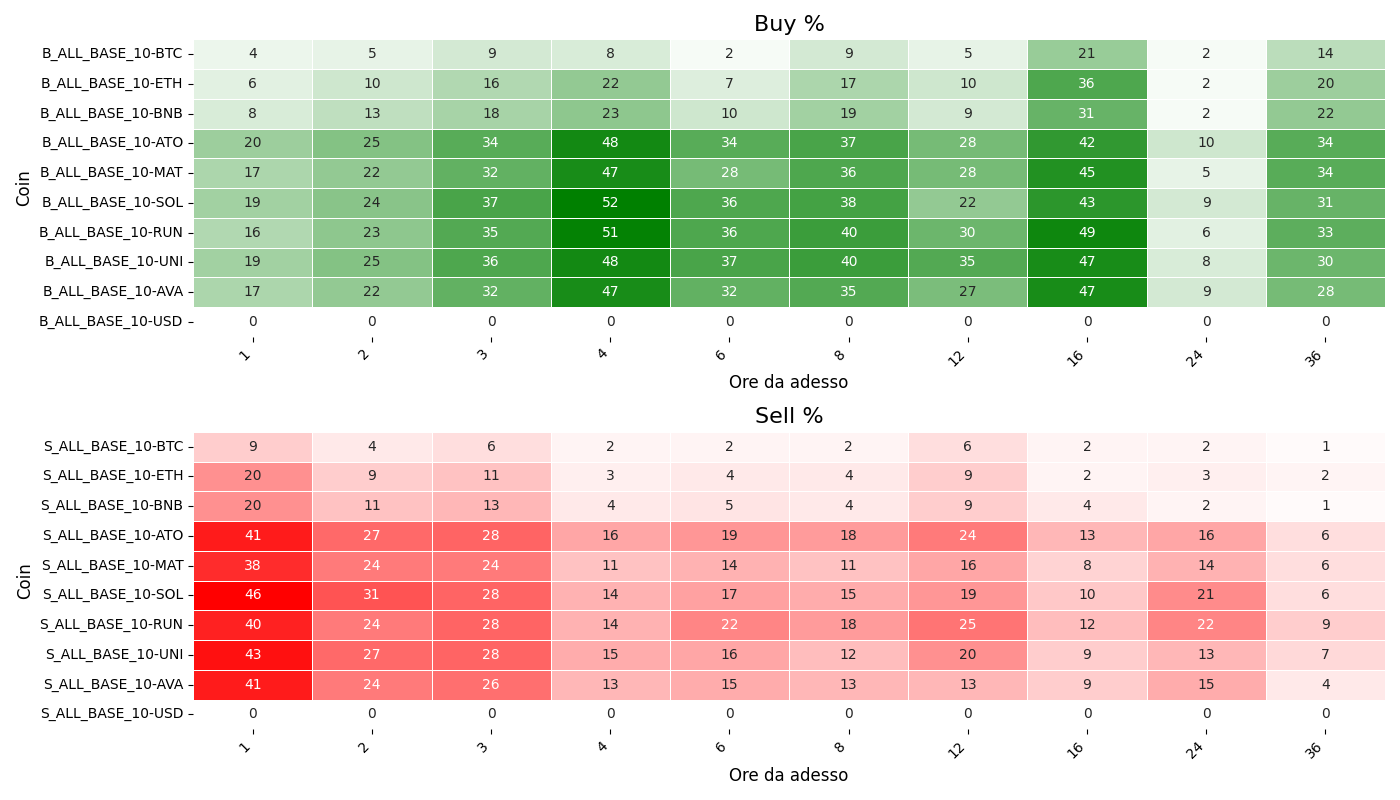 Buy %
B_ALL_BASE_10-BTC 4 5 9 8 2 9 5 21 2 14
B_ALL_BASE_10-ETH 6 10 16 22 7 17 10 36 2 20
B_ALL_BASE_10-BNB 8 13 18 23 10 19 9 31 2 22
B_ALL_BASE_10-ATO 20 25 34 48 34 37 28 42 10 34
B_ALL_BASE_10-MAT 17 22 32 47 28 36 28 45 5 34
B_ALL_BASE_10-SOL 19 24 37 52 36 38 22 43 9 31
B_ALL_BASE_10-RUN 16 23 35 51 36 40 30 49 6 33
B_ALL_BASE_10-UNI 19 25 36 48 37 40 35 47 8 30
B_ALL_BASE_10-AVA 17 22 32 47 32 35 27 47 9 28
B_ALL_BASE_10-USD 0 0 0 0 0 0 0 0 0 0
Coin
1 2 3 4 6 8 12 16 24 36
Ore da adesso
Sell %
S_ALL_BASE_10-BTC 9 4 6 2 2 2 6 2 2 1
S_ALL_BASE_10-ETH 20 9 11 3 4 4 9 2 3 2
S_ALL_BASE_10-BNB 20 11 13 4 5 4 9 4 2 1
S_ALL_BASE_10-ATO 41 27 28 16 19 18 24 13 16 6
S_ALL_BASE_10-MAT 38 24 24 11 14 11 16 8 14 6
S_ALL_BASE_10-SOL 46 31 28 14 17 15 19 10 21 6
S_ALL_BASE_10-RUN 40 24 28 14 22 18 25 12 22 9
S_ALL_BASE_10-UNI 43 27 28 15 16 12 20 9 13 7
S_ALL_BASE_10-AVA 41 24 26 13 15 13 13 9 15 4
S_ALL_BASE_10-USD 0 0 0 0 0 0 0 0 0 0
Coin
1 2 3 4 6 8 12 16 24 36
Ore da adesso